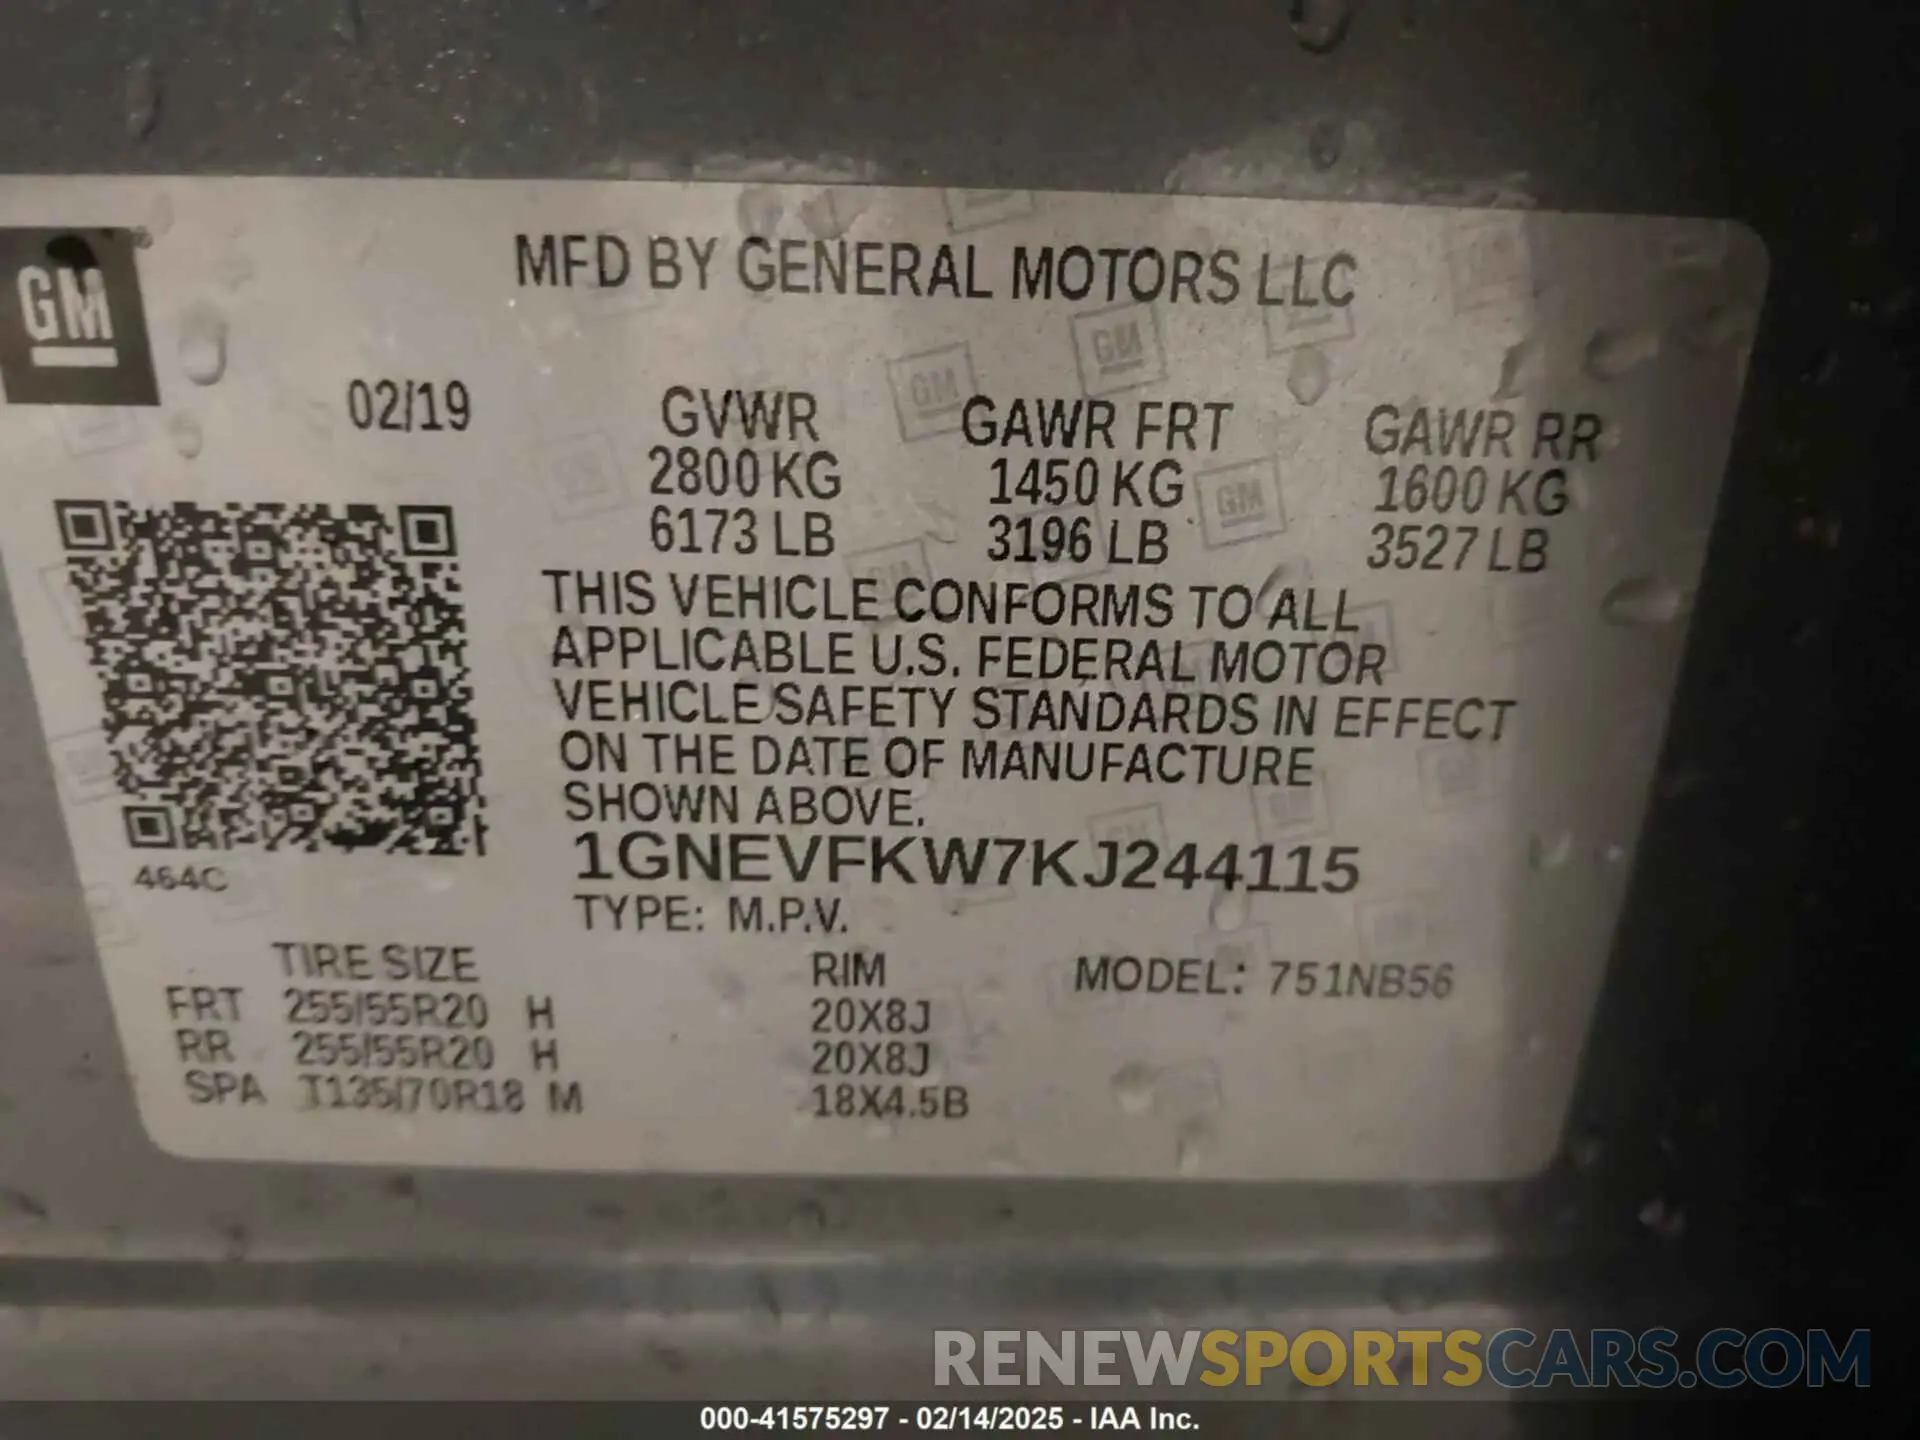 MFD BY GENERAL MOTORS LLC
GM
02/19 GVWR GAWR FRT GAWR RR
2800 KG 1450 KG 1600 KG
6173 LB 3196 LB 3527 LB
THIS VEHICLE CONFORMS TO ALL
APPLICABLE U.S. FEDERAL MOTOR
VEHICLE SAFETY STANDARDS IN EFFECT
ON THE DATE OF MANUFACTURE
SHOWN ABOVE.
1GNEVFKW7KJ244115
464C
TYPE: M.P.V.
TIRE SIZE RIM MODEL: 751NB56
FRT 255/55R20 H 20X8J
RR 255/55R20 H 20X8J
SPA T135/70R18 M 18X4.5B
RENEWSPORTSCARS.COM
000-41575297 - 02/14/2025 - IAA Inc.